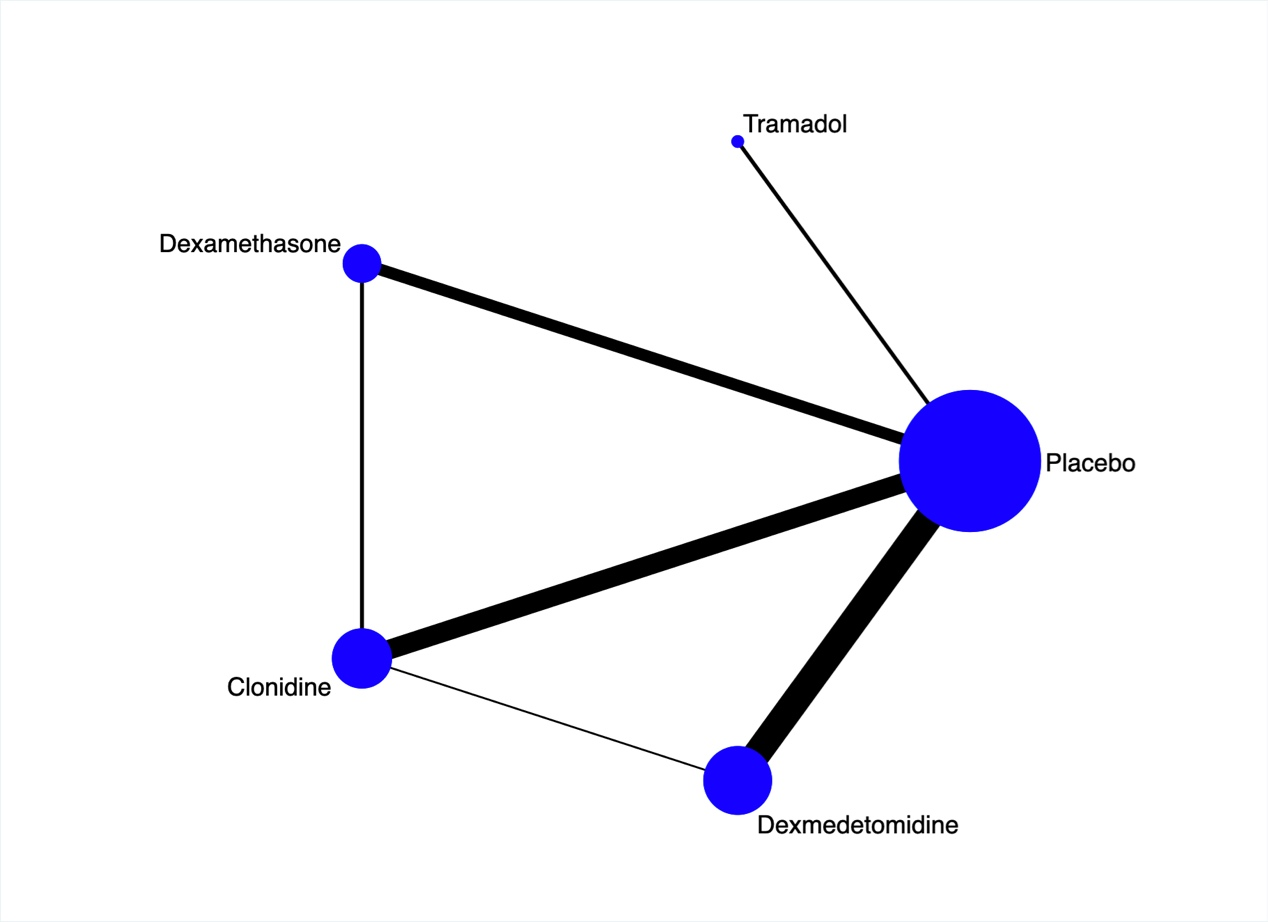 Tramadol
Dexamethasone
Placebo
Clonidine
Dexmedetomidine